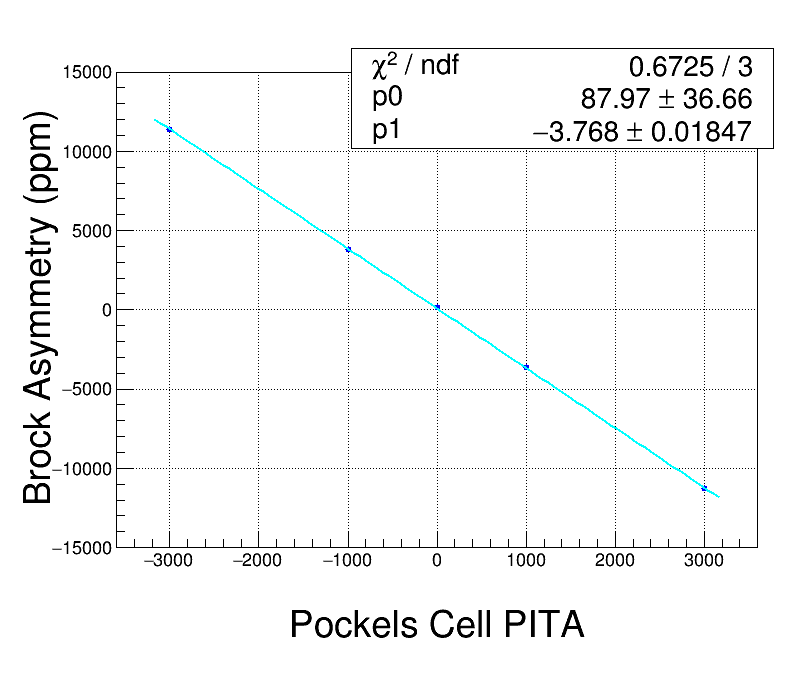 χ² / ndf 0.6725 / 3
p0 87.97 ± 36.66
p1 −3.768 ± 0.01847
15000
10000
5000
0
−5000
−10000
−15000
Brock Asymmetry (ppm)
−3000 −2000 −1000 0 1000 2000 3000
Pockels Cell PITA